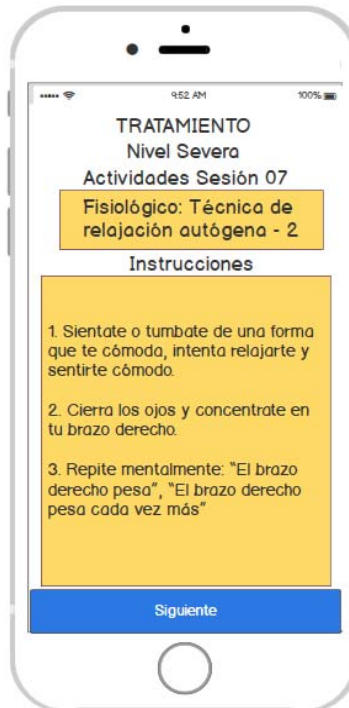 9:52 AM
100%
TRATAMIENTO
Nivel Severa
Actividades Sesión 07
Fisiológico: Técnica de
relajación autógena - 2
Instrucciones
1. Sientate o tumbate de una forma
que te cómoda, intenta relajarte y
sentirte cómodo.
2. Cierra los ojos y concentrate en
tu brazo derecho.
3. Repite mentalmente: "El brazo
derecho pesa", "El brazo derecho
pesa cada vez más"
Siguiente